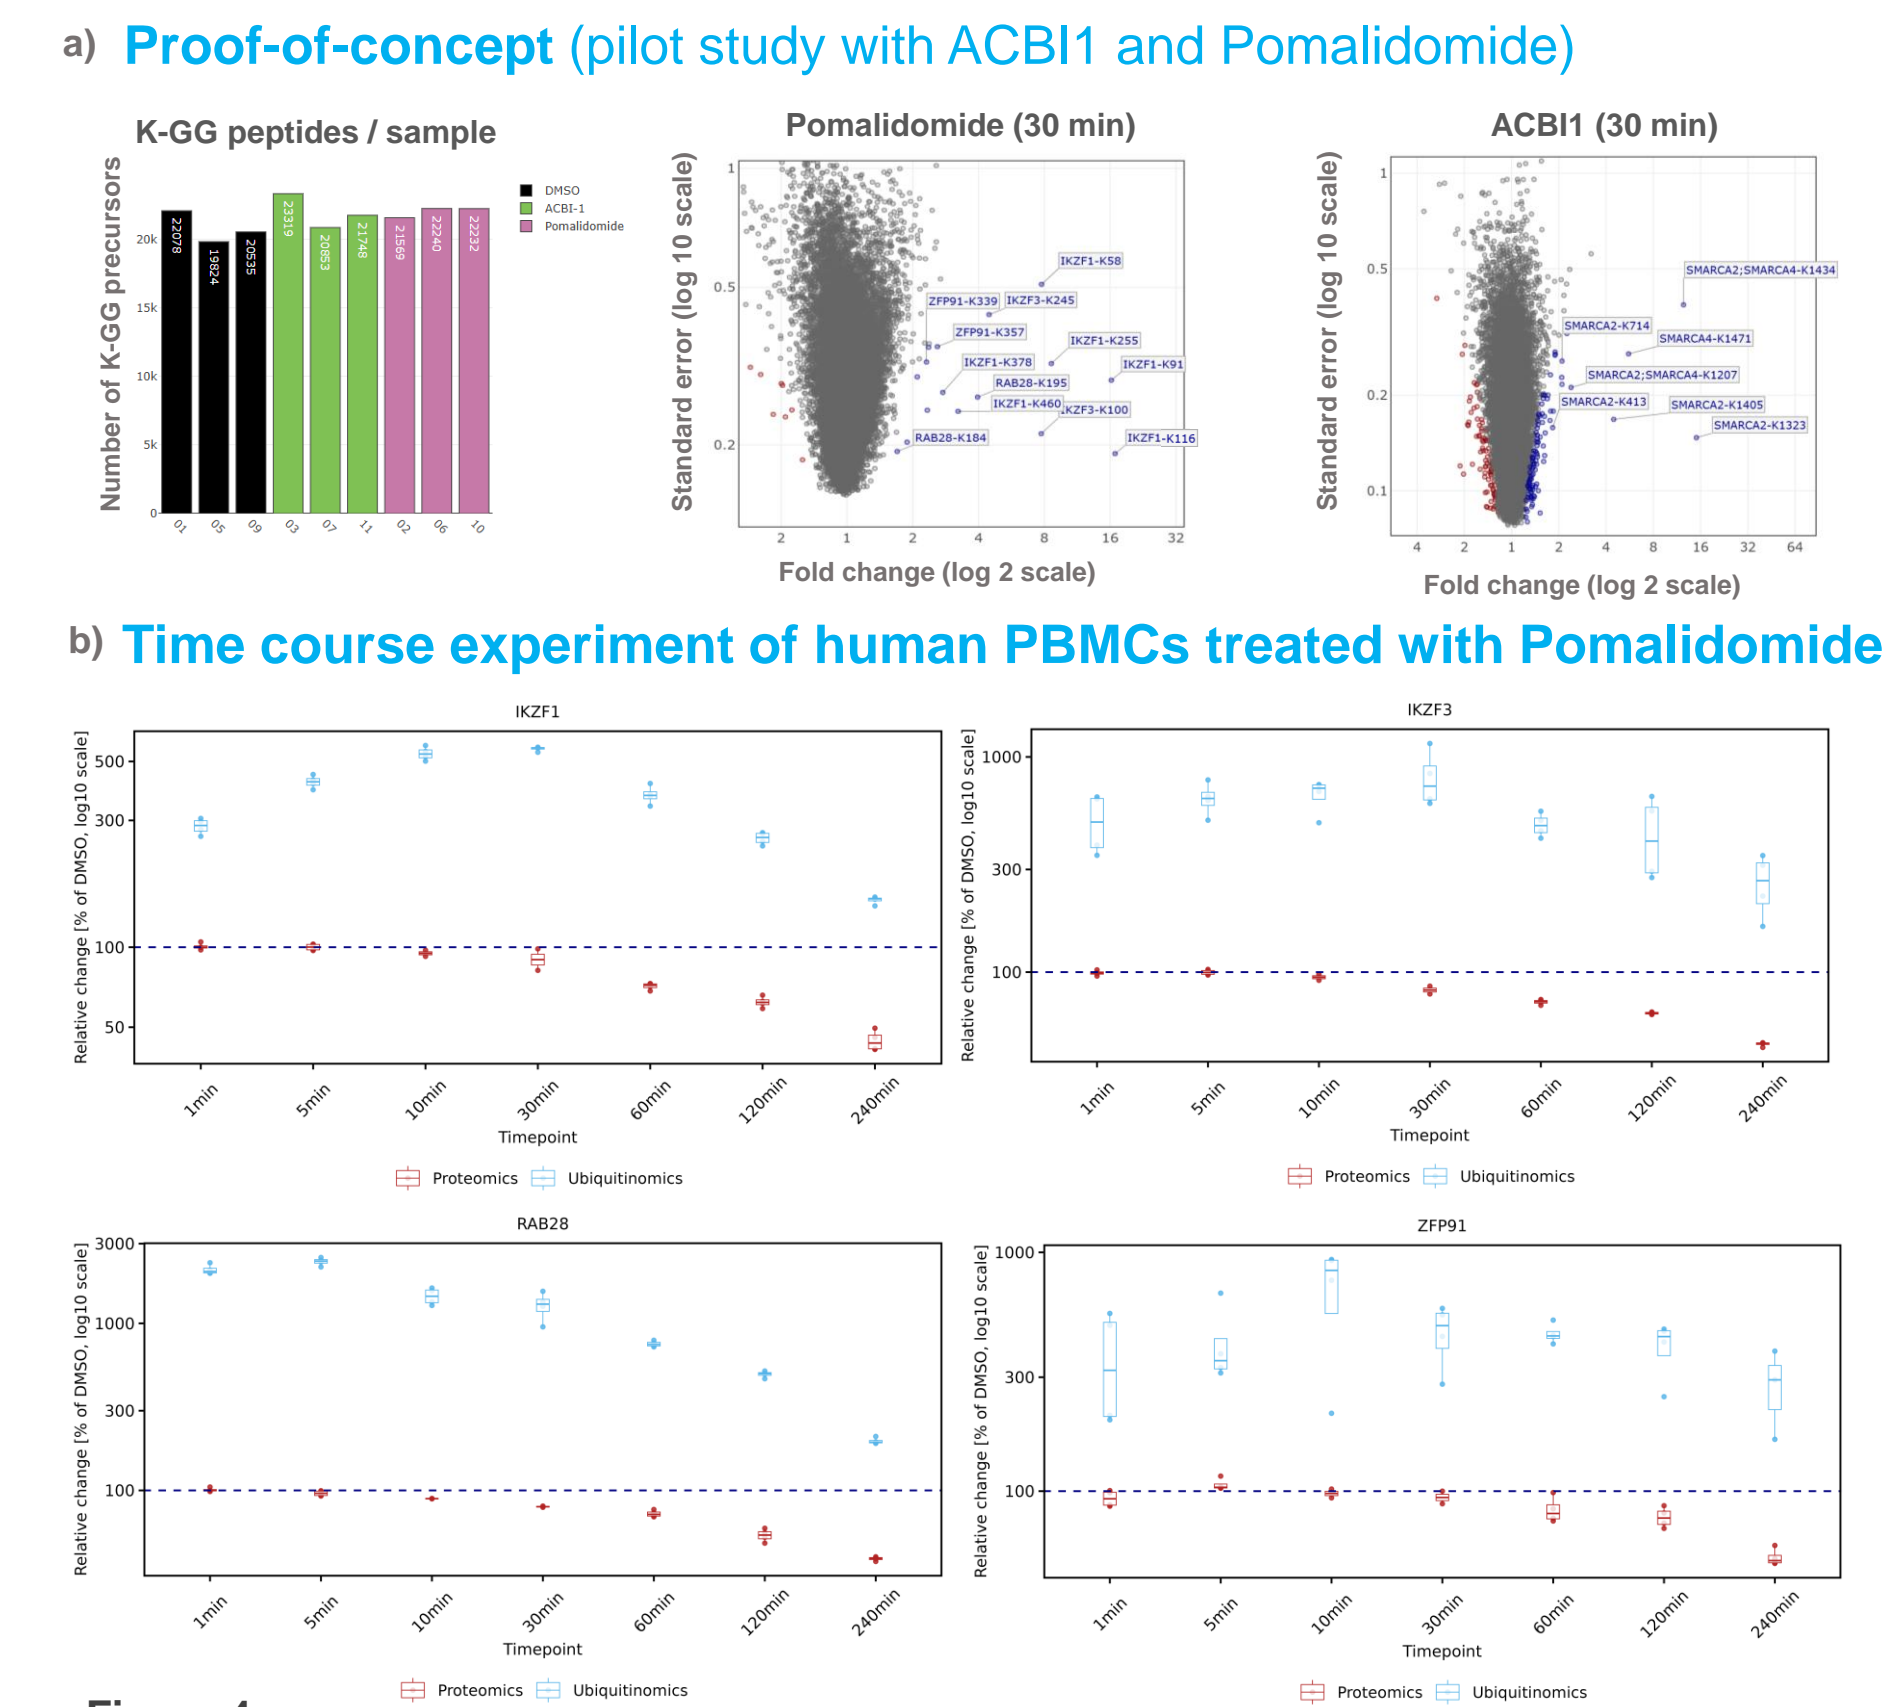 a) Proof-of-concept (pilot study with ACBI1 and Pomalidomide)
K-GG peptides / sample
Number of K-GG precursors
20k
15k
10k
5k
0
22078
19824
20535
23319
20853
21748
21569
22240
22232
01 05 09 03 07 11 02 06 10
DMSO
ACBI-1
Pomalidomide
Pomalidomide (30 min)
Standard error (log 10 scale)
1
0.5
0.2
IKZF1-K58
ZFP91-K339 IKZF3-K245
ZFP91-K357
IKZF1-K255
IKZF1-K378
IKZF1-K91
RAB28-K195
IKZF1-K460 IKZF3-K100
RAB28-K184
IKZF1-K116
2 1 2 4 8 16 32
Fold change (log 2 scale)
ACBI1 (30 min)
Standard error (log 10 scale)
1
0.5
0.2
0.1
SMARCA2;SMARCA4-K1434
SMARCA2-K714
SMARCA4-K1471
SMARCA2;SMARCA4-K1207
SMARCA2-K413
SMARCA2-K1405
SMARCA2-K1323
4 2 1 2 4 8 16 32 64
Fold change (log 2 scale)
b) Time course experiment of human PBMCs treated with Pomalidomide
IKZF1
Relative change [% of DMSO, log10 scale]
500
300
100
50
1min 5min 10min 30min 60min 120min 240min
Timepoint
Proteomics Ubiquitinomics
IKZF3
Relative change [% of DMSO, log10 scale]
1000
300
100
1min 5min 10min 30min 60min 120min 240min
Timepoint
Proteomics Ubiquitinomics
RAB28
Relative change [% of DMSO, log10 scale]
3000
1000
300
100
1min 5min 10min 30min 60min 120min 240min
Timepoint
Proteomics Ubiquitinomics
ZFP91
Relative change [% of DMSO, log10 scale]
1000
300
100
1min 5min 10min 30min 60min 120min 240min
Timepoint
Proteomics Ubiquitinomics